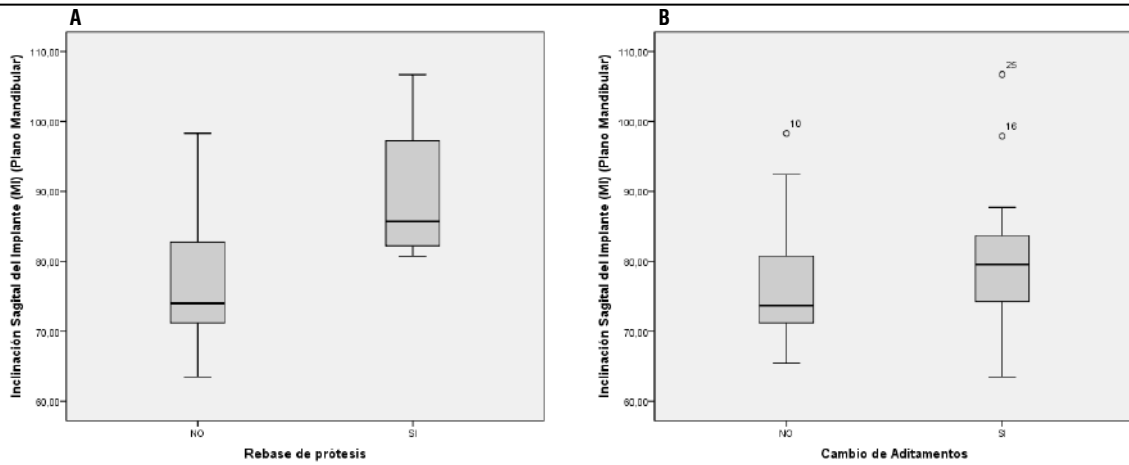 A
Inclinación Sagital del Implante (MI) (Plano Mandibular)
110,00
100,00
90,00
80,00
70,00
60,00
NO
SI
Rebase de prótesis
B
Inclinación Sagital del Implante (MI) (Plano Mandibular)
110,00
100,00
90,00
80,00
70,00
60,00
10
25
16
NO
SI
Cambio de Aditamentos